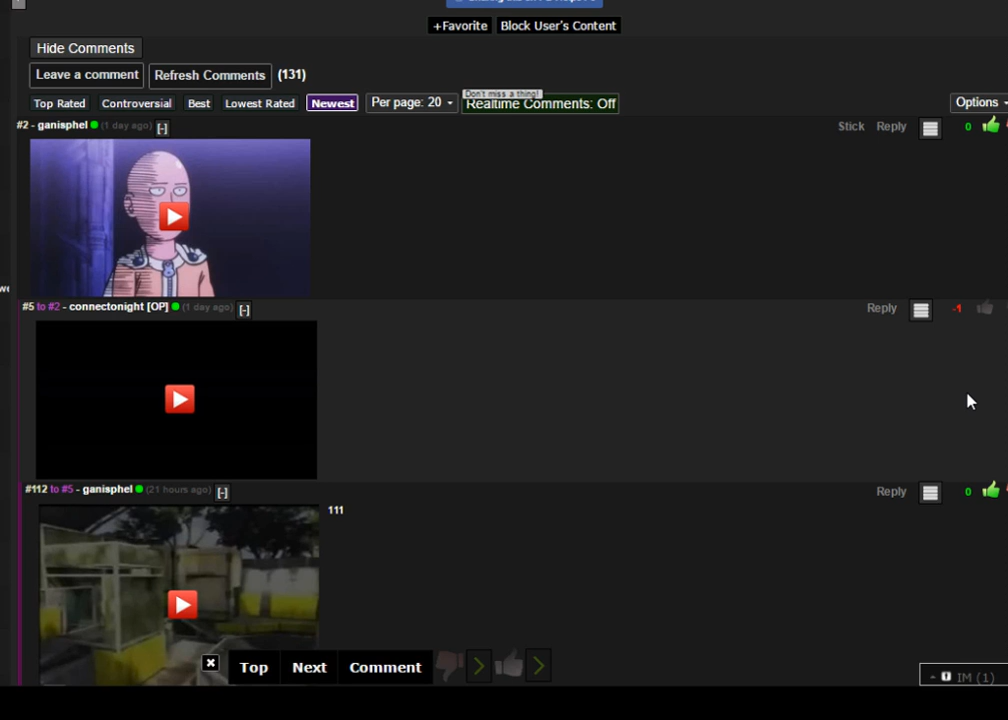 +Favorite Block User's Content
Hide Comments
Leave a comment Refresh Comments (131)
Don't miss a thing!
Top Rated Controversial Best Lowest Rated Newest Per page: 20 Realtime Comments: Off Options
#2 - ganisphel (1 day ago) [-] Stick Reply 0
#5 to #2 - connectonight [OP] (1 day ago) [-] Reply -1
#112 to #5 - ganisphel (21 hours ago) [-] Reply 0
111
Top Next Comment
IM (1)